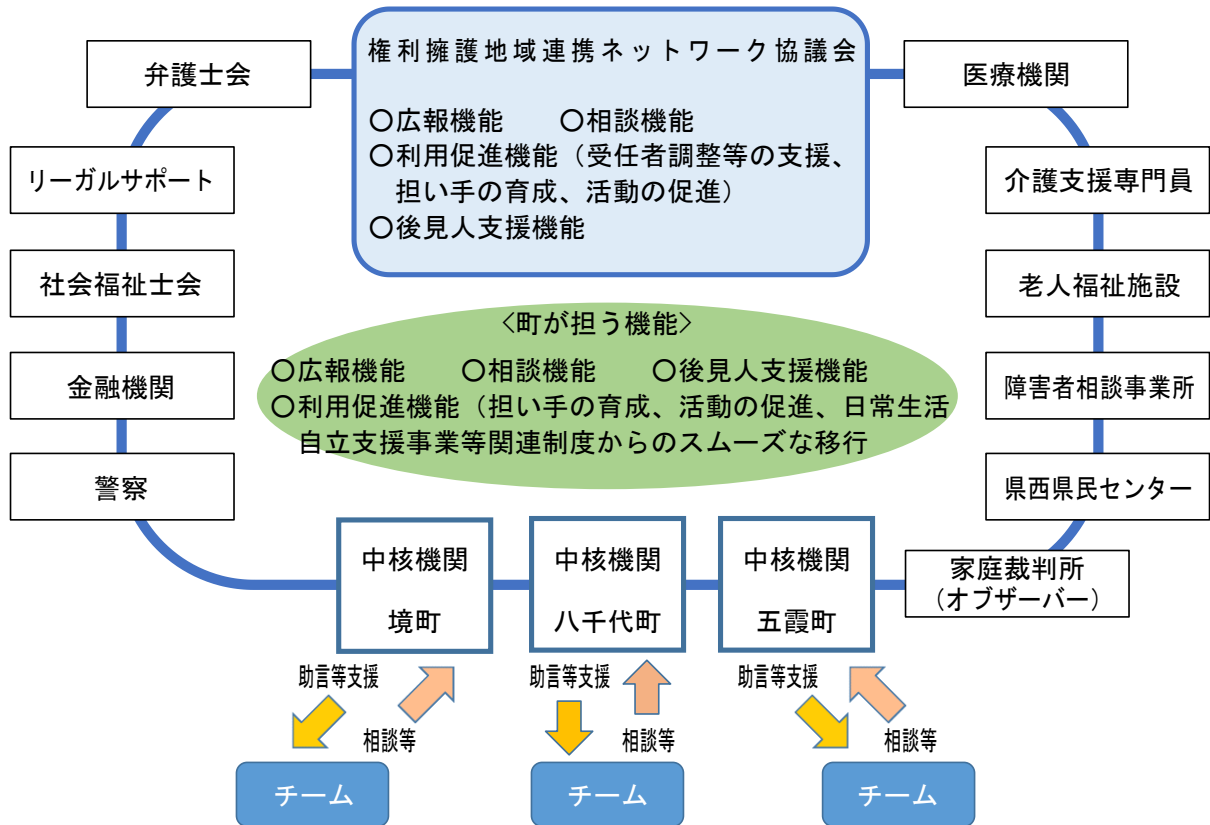 権利擁護地域連携ネットワーク協議会
〇広報機能　　〇相談機能
〇利用促進機能（受任者調整等の支援、
担い手の育成、活動の促進）
〇後見人支援機能
弁護士会
リーガルサポート
社会福祉士会
金融機関
警察
医療機関
介護支援専門員
老人福祉施設
障害者相談事業所
県西県民センター
家庭裁判所
（オブザーバー）
〈町が担う機能〉
〇広報機能　　〇相談機能　　〇後見人支援機能
〇利用促進機能（担い手の育成、活動の促進、日常生活
自立支援事業等関連制度からのスムーズな移行
中核機関
境町
中核機関
八千代町
中核機関
五霞町
助言等支援
相談等
助言等支援
相談等
助言等支援
相談等
チーム
チーム
チーム